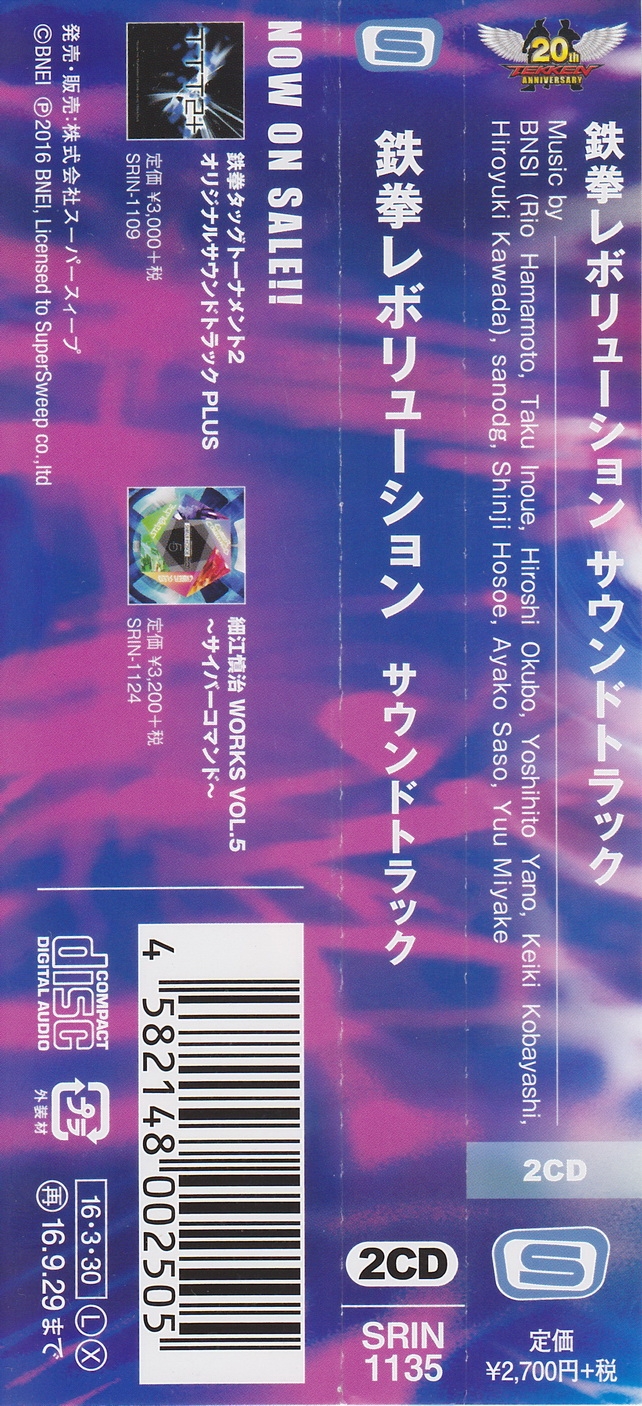 20th
TEKKEN
ANNIVERSARY
鉄拳レボリューション サウンドトラック
Music by
BNSI (Rio Hamamoto, Taku Inoue, Hiroshi Okubo, Yoshihito Yano, Keiki Kobayashi,
Hiroyuki Kawada), sanodg, Shinji Hosoe, Ayako Saso, Yuu Miyake
2CD
S
定価
¥2,700円+税
S
鉄拳レボリューション サウンドトラック
2CD
SRIN
1135
NOW ON SALE!!
TTT2+
鉄拳タッグトーナメント2
オリジナルサウンドトラック PLUS
定価 ¥3,000+税
SRIN-1109
細江慎治 WORKS VOL.5
～サイバーコマンド～
定価 ¥3,200+税
SRIN-1124
発売・販売:株式会社スーパースィープ
©BNEI ℗2016 BNEI, Licensed to SuperSweep co.,ltd
4 582148 002505
COMPACT
disc
DIGITAL AUDIO
プラ
外装材
16・3・30 Ⓛ Ⓧ
㊢ 16.9.29 まで